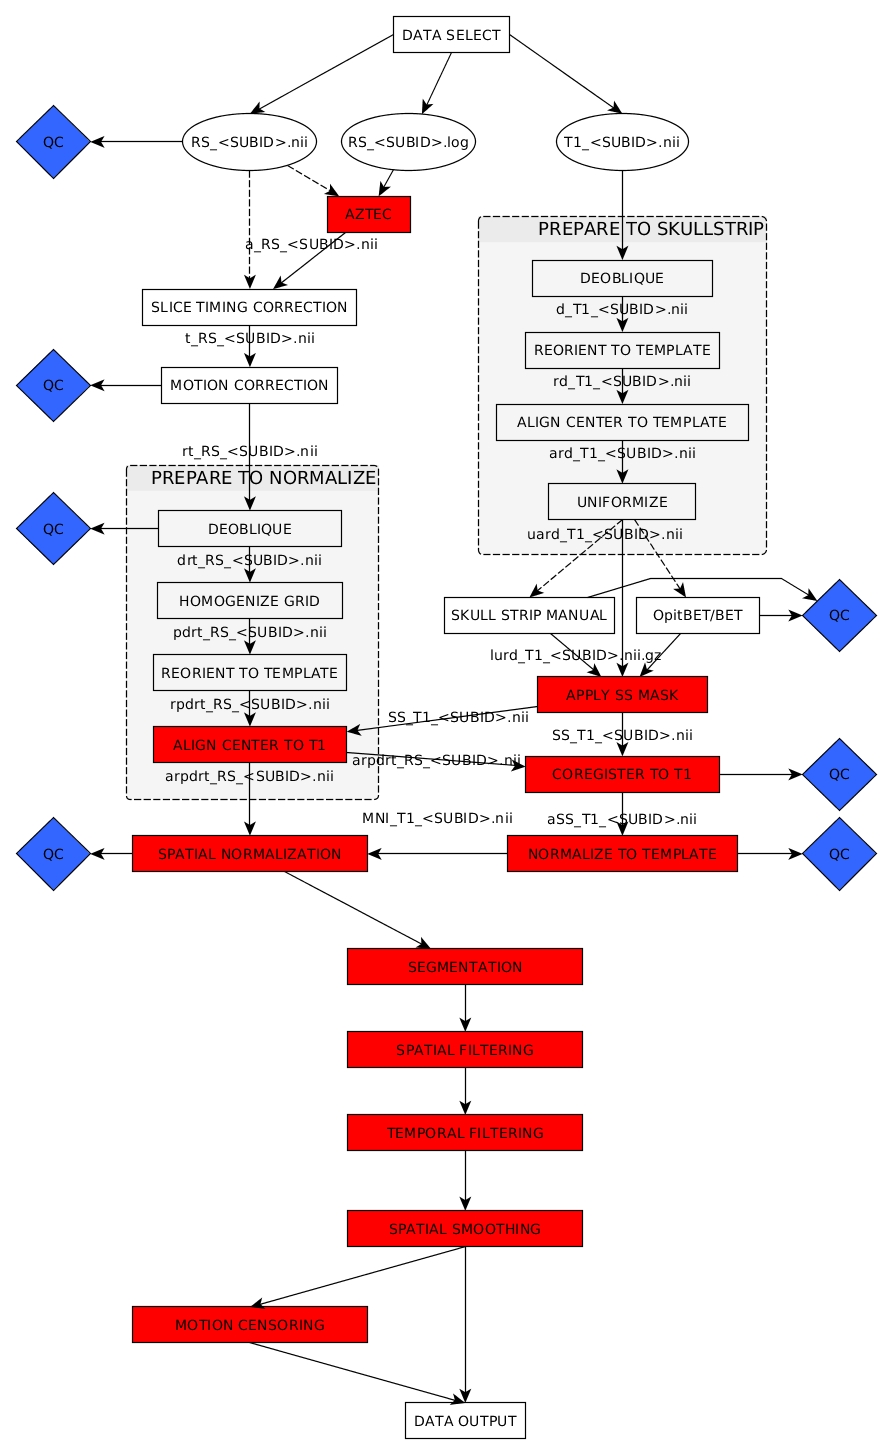 DATA SELECT
QC
RS_<SUBID>.nii
RS_<SUBID>.log
T1_<SUBID>.nii
AZTEC
a_RS_<SUBID>.nii
PREPARE TO SKULLSTRIP
DEOBLIQUE
d_T1_<SUBID>.nii
SLICE TIMING CORRECTION
t_RS_<SUBID>.nii
REORIENT TO TEMPLATE
rd_T1_<SUBID>.nii
QC
MOTION CORRECTION
ALIGN CENTER TO TEMPLATE
ard_T1_<SUBID>.nii
rt_RS_<SUBID>.nii
PREPARE TO NORMALIZE
UNIFORMIZE
uard_T1_<SUBID>.nii
QC
DEOBLIQUE
drt_RS_<SUBID>.nii
HOMOGENIZE GRID
pdrt_RS_<SUBID>.nii
SKULL STRIP MANUAL
OpitBET/BET
QC
lurd_T1_<SUBID>.nii.gz
REORIENT TO TEMPLATE
rpdrt_RS_<SUBID>.nii
APPLY SS MASK
SS_T1_<SUBID>.nii
SS_T1_<SUBID>.nii
ALIGN CENTER TO T1
arpdrt_RS_<SUBID>.nii
arpdrt_RS_<SUBID>.nii
COREGISTER TO T1
QC
MNI_T1_<SUBID>.nii
aSS_T1_<SUBID>.nii
QC
SPATIAL NORMALIZATION
NORMALIZE TO TEMPLATE
QC
SEGMENTATION
SPATIAL FILTERING
TEMPORAL FILTERING
SPATIAL SMOOTHING
MOTION CENSORING
DATA OUTPUT